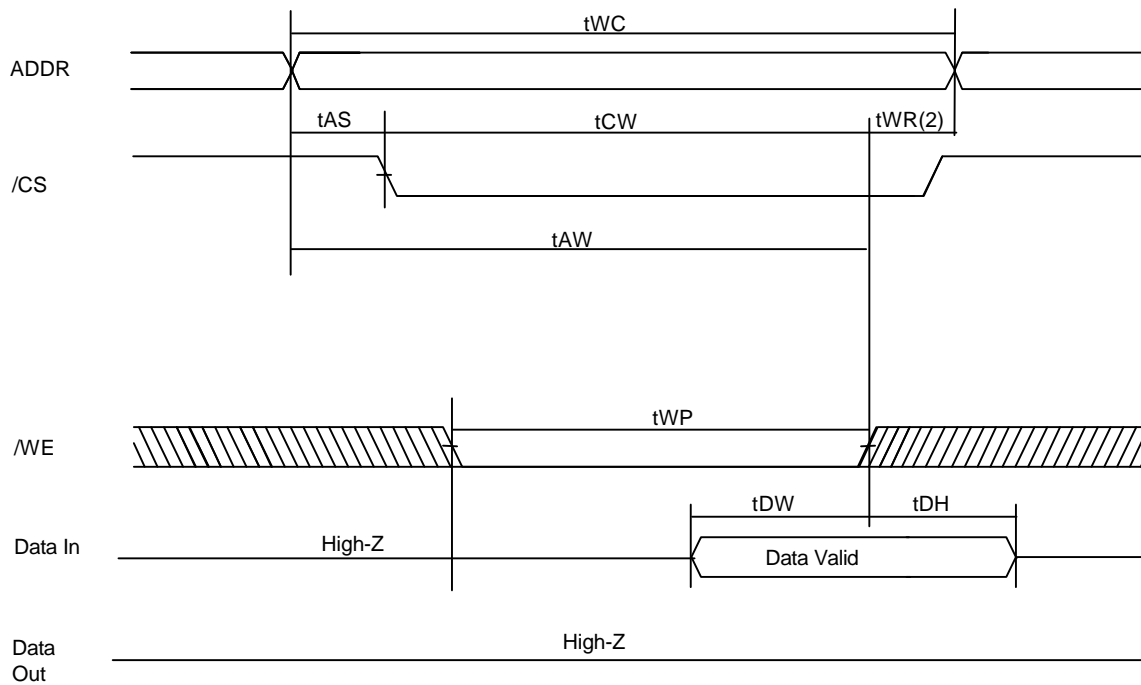 tWC
ADDR
tAS
tCW
tWR(2)
/CS
tAW
tWP
/WE
tDW
tDH
Data In
High-Z
Data Valid
High-Z
Data
Out